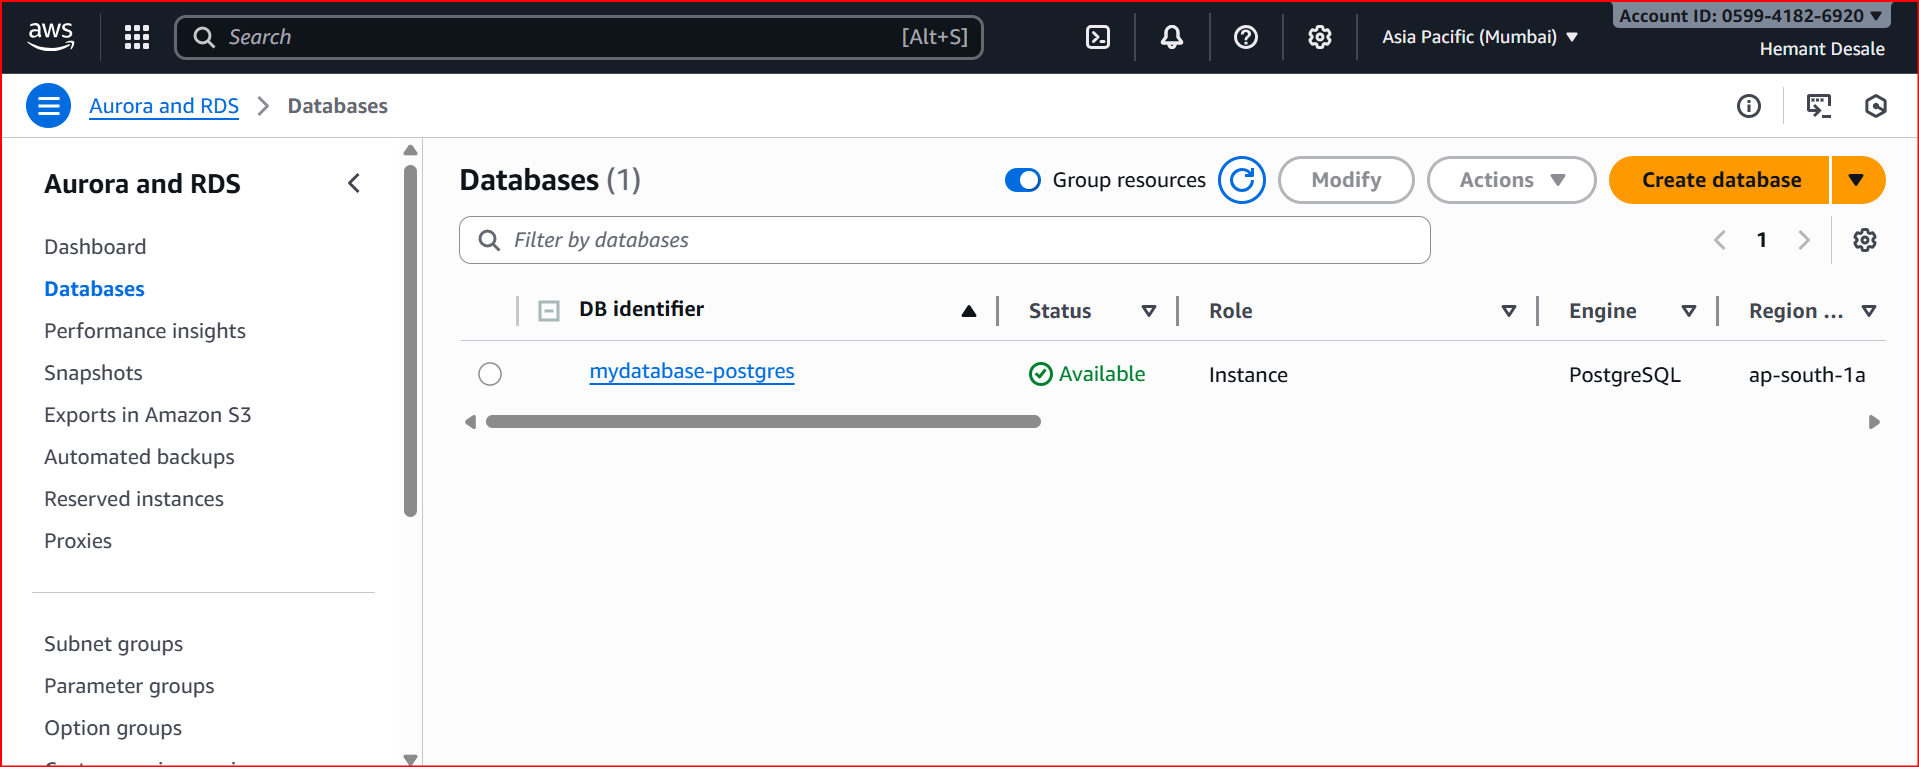 aws
Search [Alt+S]
Asia Pacific (Mumbai)
Account ID: 0599-4182-6920
Hemant Desale
Aurora and RDS > Databases
Aurora and RDS
Dashboard
Databases
Performance insights
Snapshots
Exports in Amazon S3
Automated backups
Reserved instances
Proxies
Subnet groups
Parameter groups
Option groups
Databases (1)
Group resources
Modify
Actions
Create database
Filter by databases
1
DB identifier Status Role Engine Region ...
mydatabase-postgres Available Instance PostgreSQL ap-south-1a